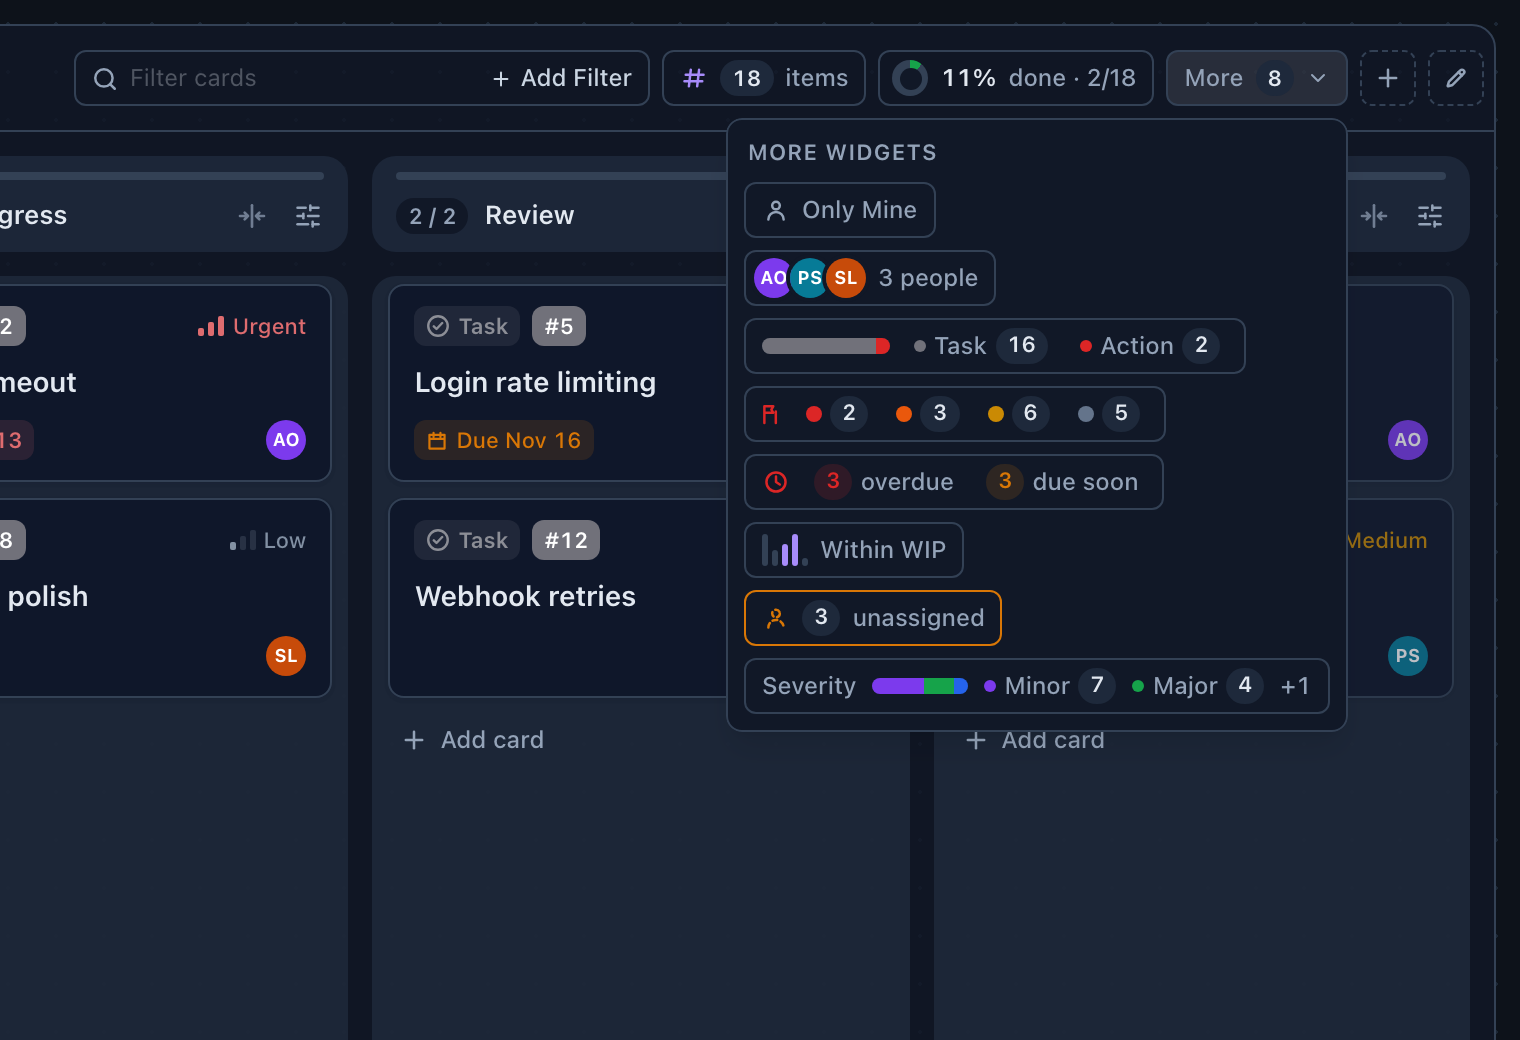 Filter cards
+ Add Filter
# 18 items
11% done · 2/18
More 8
MORE WIDGETS
Only Mine
AO PS SL 3 people
Task 16 Action 2
2 3 6 5
3 overdue 3 due soon
Within WIP
3 unassigned
Severity Minor 7 Major 4 +1
gress
2 / 2 Review
2 Urgent
meout
13 AO
8 Low
polish
SL
Task #5
Login rate limiting
Due Nov 16
Task #12
Webhook retries
+ Add card
AO
Medium
PS
+ Add card